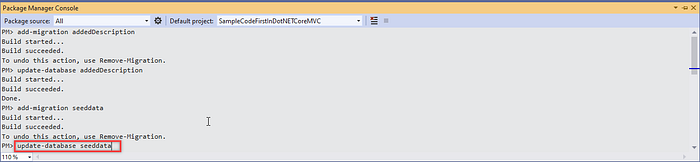 Package Manager Console
Package source: All
Default project: SampleCodeFirstInDotNETCoreMVC
PM> add-migration addedDescription
Build started...
Build succeeded.
To undo this action, use Remove-Migration.
PM> update-database addedDescription
Build started...
Build succeeded.
Done.
PM> add-migration seeddata
Build started...
Build succeeded.
To undo this action, use Remove-Migration.
PM> update-database seeddata
110 %